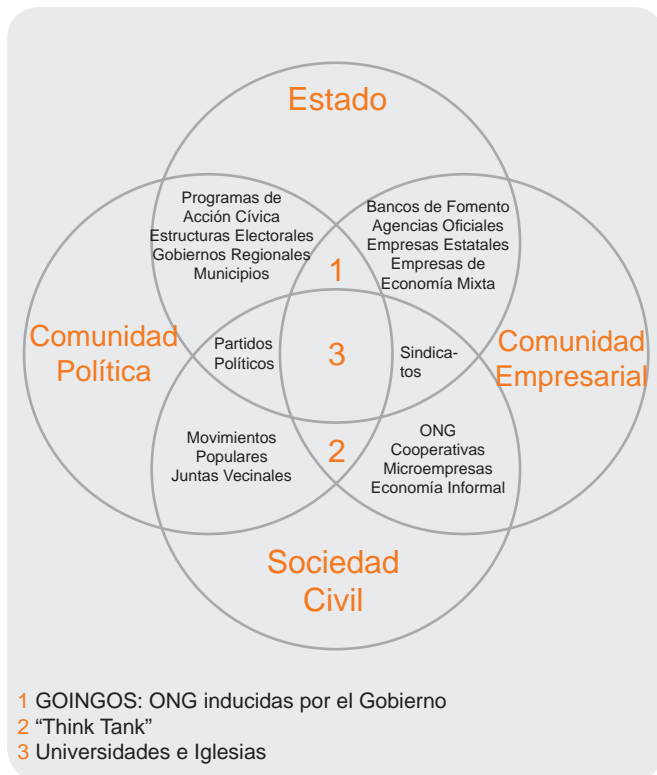 Estado
Programas de
Acción Cívica
Estructuras Electorales
Gobiernos Regionales
Municipios
Bancos de Fomento
Agencias Oficiales
Empresas Estatales
Empresas de
Economía Mixta
1
Comunidad
Política
Partidos
Políticos
3
Sindica-
tos
Comunidad
Empresarial
Movimientos
Populares
Juntas Vecinales
2
ONG
Cooperativas
Microempresas
Economía Informal
Sociedad
Civil
1 GOINGOS: ONG inducidas por el Gobierno
2 “Think Tank”
3 Universidades e Iglesias